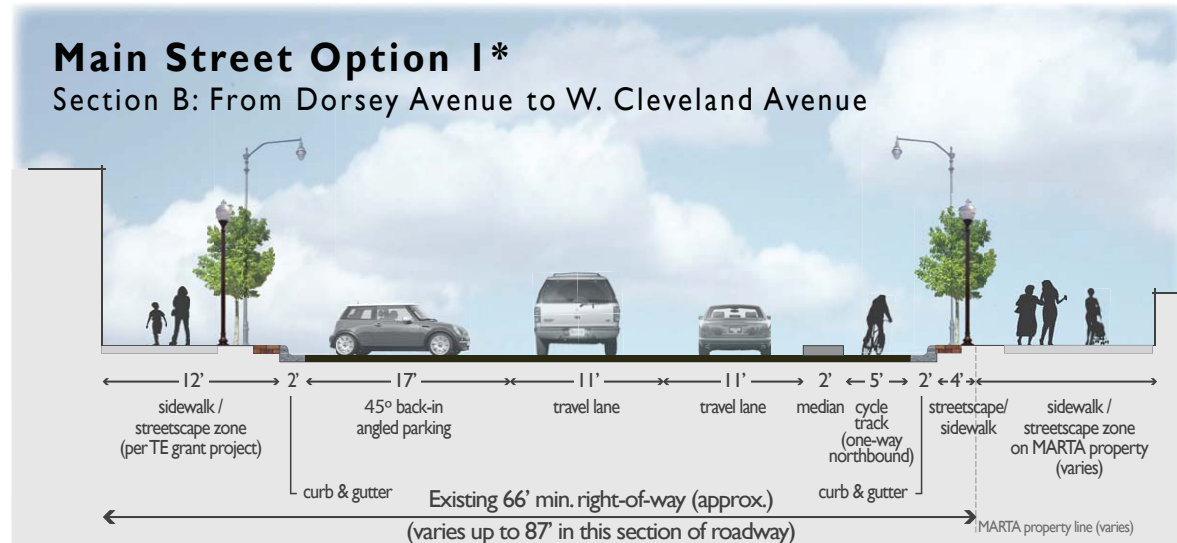 Main Street Option 1*
Section B: From Dorsey Avenue to W. Cleveland Avenue
12’ 2’ 17’ 11’ 11’ 2’ 5’ 2’ 4’
sidewalk /
streetscape zone
(per TE grant project)
45º back-in
angled parking
travel lane
travel lane
median
cycle
track
(one-way
northbound)
streetscape/
sidewalk
sidewalk /
streetscape zone
on MARTA property
(varies)
curb & gutter
curb & gutter
Existing 66’ min. right-of-way (approx.)
(varies up to 87’ in this section of roadway)
MARTA property line (varies)